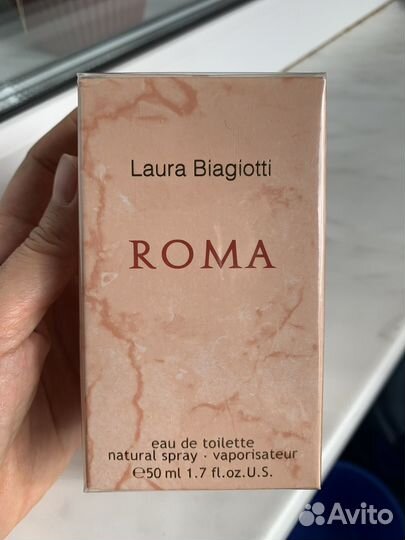 Laura Biagiotti
ROMA
eau de toilette
natural spray · vaporisateur
℮50 ml 1.7 fl.oz.U.S.
Avito